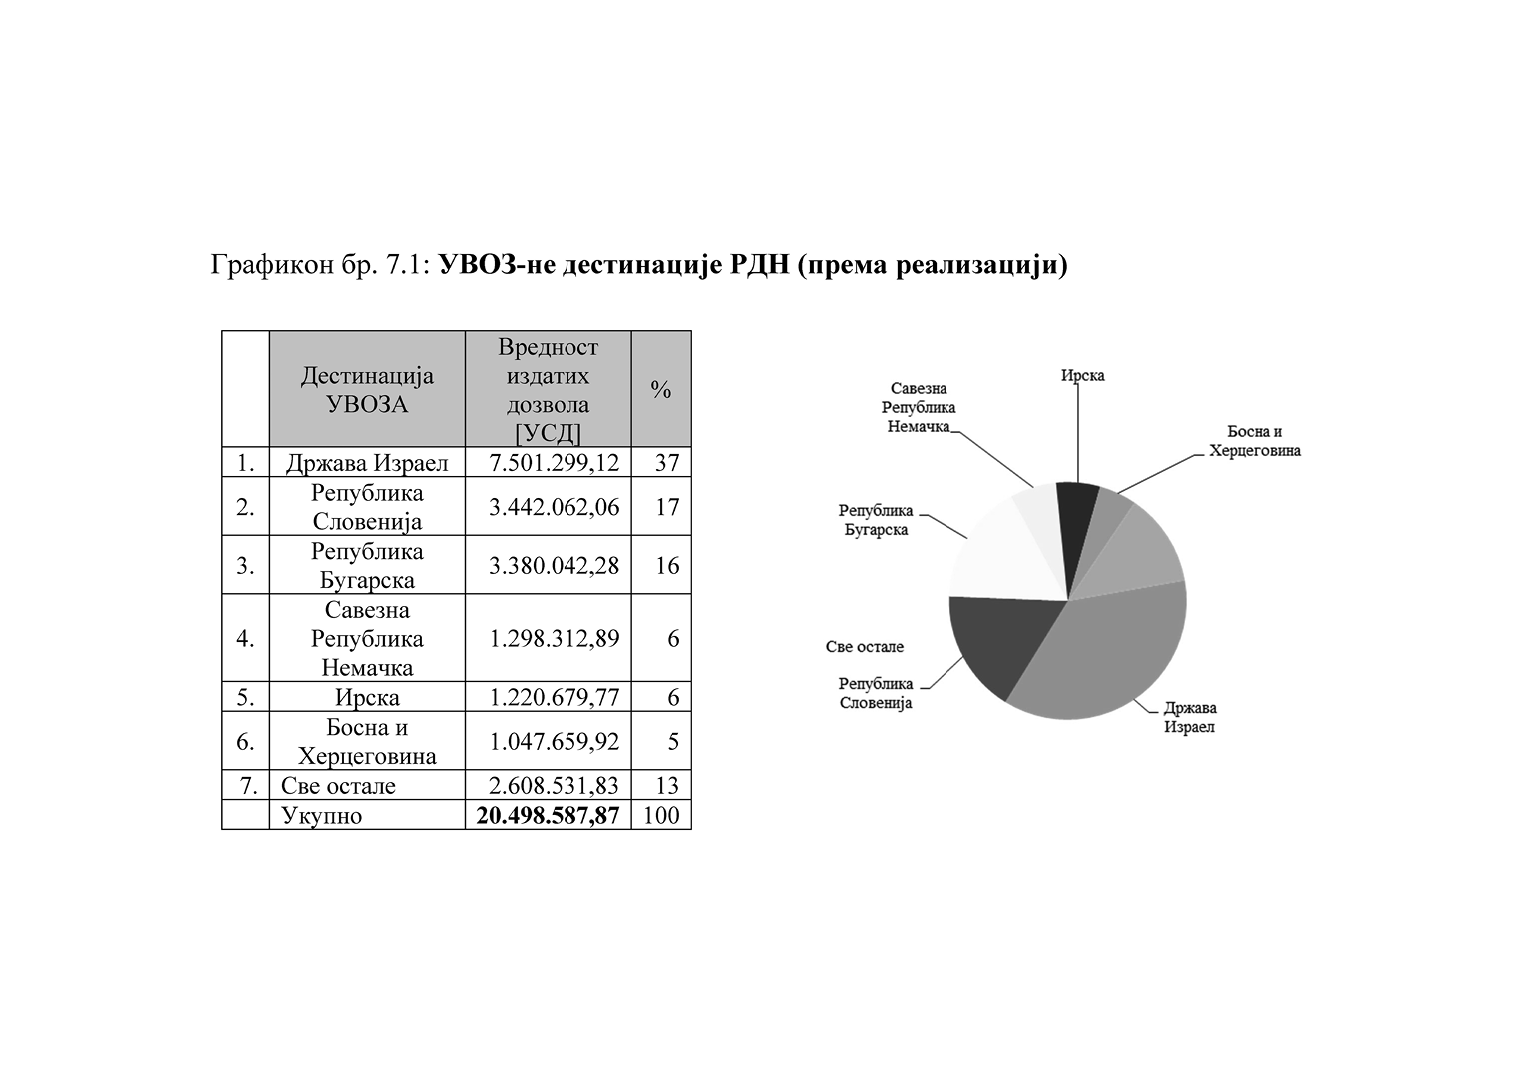 Графикон бр. 7.1: УВОЗ-не дестинације РДН (према реализацији)
Дестинација
УВОЗА
Вредност
издатих
дозвола
[УСД]
%
1. Држава Израел 7.501.299,12 37
2. Република
Словенија 3.442.062,06 17
3. Република
Бугарска 3.380.042,28 16
4. Савезна
Република
Немачка 1.298.312,89 6
5. Ирска 1.220.679,77 6
6. Босна и
Херцеговина 1.047.659,92 5
7. Све остале 2.608.531,83 13
Укупно 20.498.587,87 100
Ирска
Савезна
Република
Немачка
Босна и
Херцеговина
Република
Бугарска
Све остале
Република
Словенија
Држава
Израел